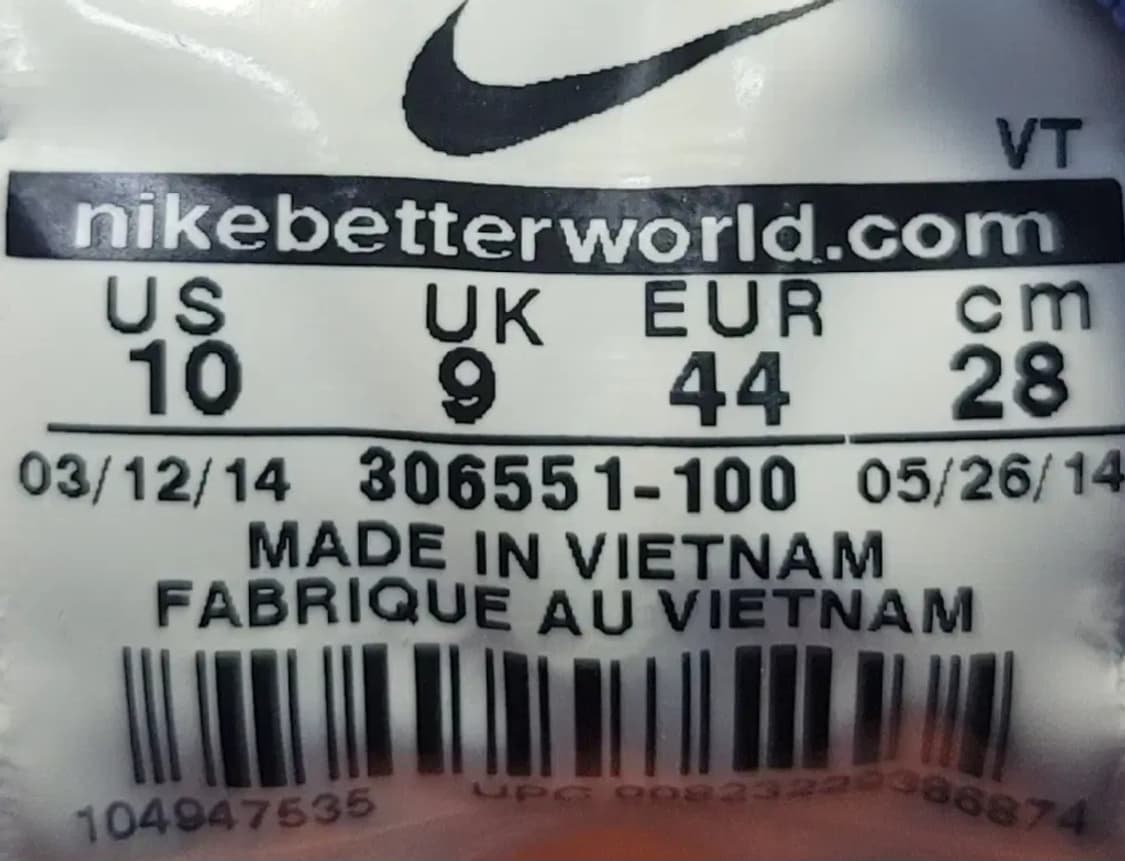 VT
nikebetterworld.com
US UK EUR cm
10 9 44 28
03/12/14 306551-100 05/26/14
MADE IN VIETNAM
FABRIQUE AU VIETNAM
104947535 UPC